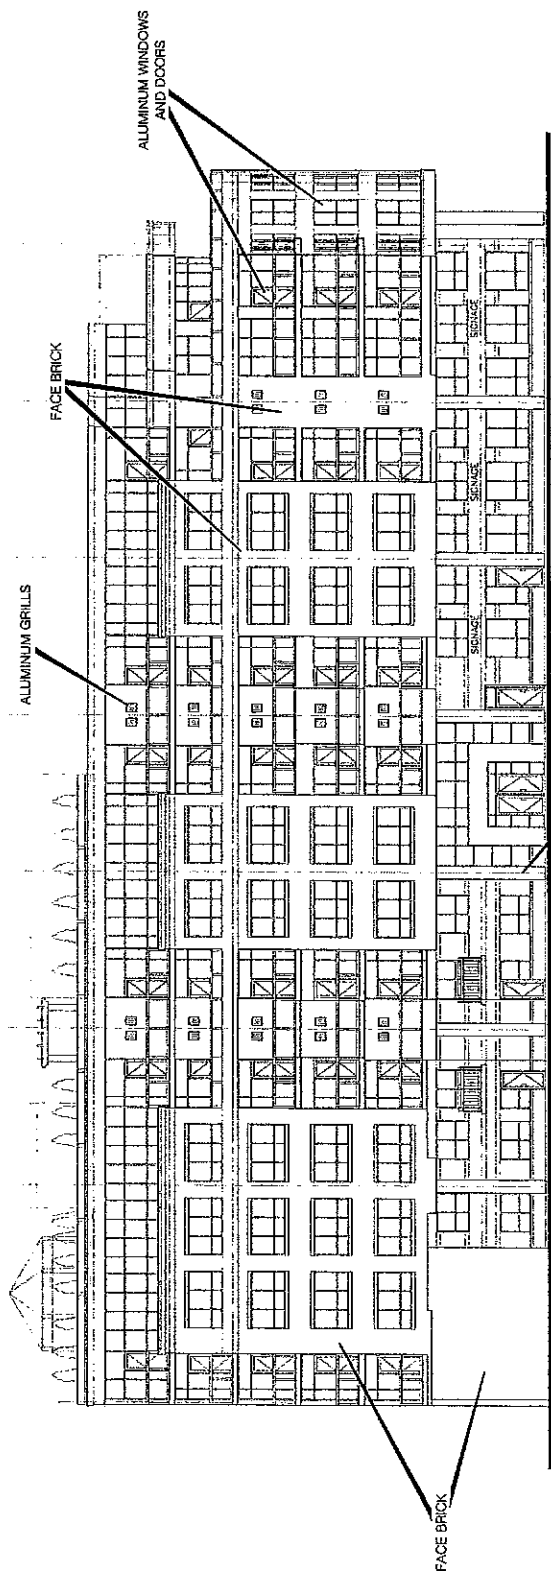 ALUMINUM WINDOWS
AND DOORS
FACE BRICK
ALUMINUM GRILLS
SIGNAGE
SIGNAGE
SIGNAGE
FACE BRICK